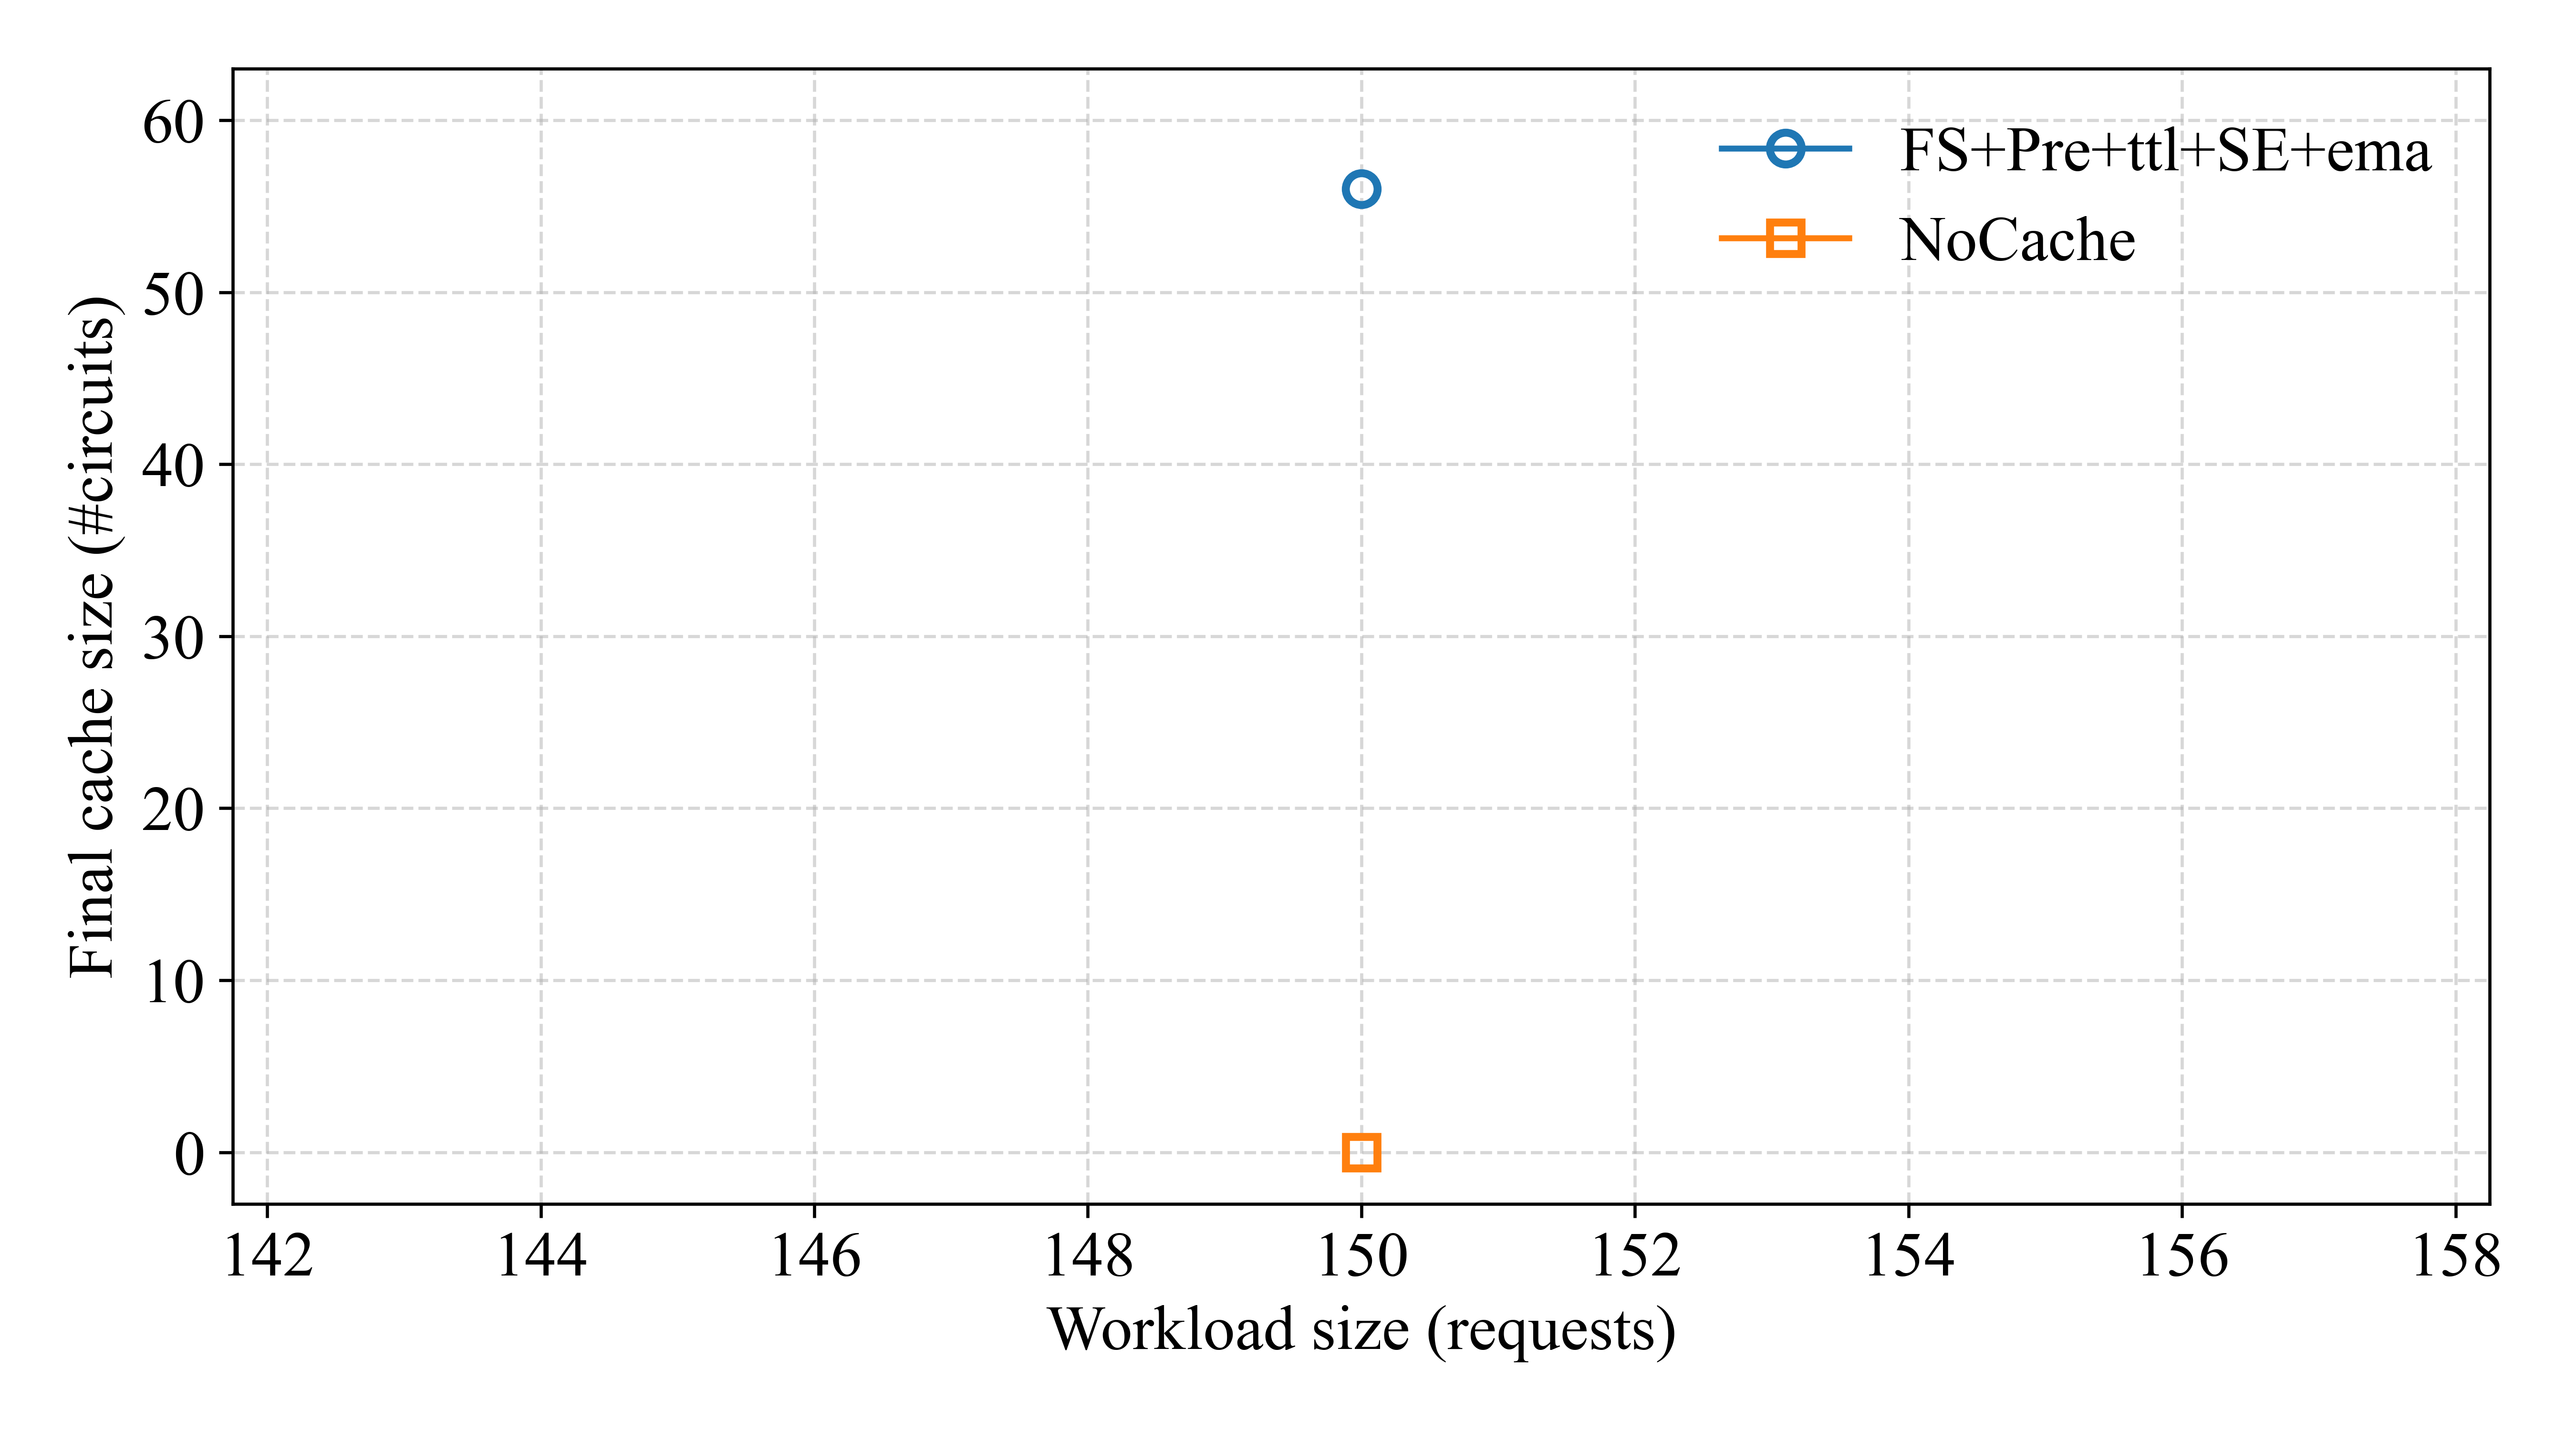 60
50
40
30
20
10
0
Final cache size (#circuits)
FS+Pre+ttl+SE+ema
NoCache
142 144 146 148 150 152 154 156 158
Workload size (requests)